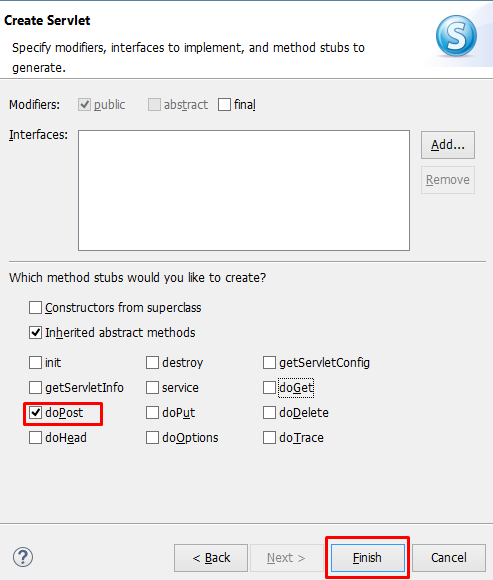 Create Servlet
Specify modifiers, interfaces to implement, and method stubs to
generate.
S
Modifiers: public abstract final
Interfaces:
Add...
Remove
Which method stubs would you like to create?
Constructors from superclass
Inherited abstract methods
init destroy getServletConfig
getServletInfo service doGet
doPost doPut doDelete
doHead doOptions doTrace
? < Back Next > Finish Cancel